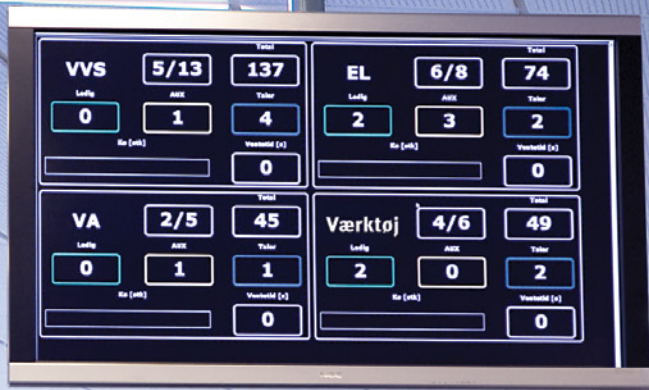 Total
VVS 5/13 137
Ledig AUX Taler
0 1 4
Kø [stk] Ventetid [s]
0
Total
EL 6/8 74
Ledig AUX Taler
2 3 2
Kø [stk] Ventetid [s]
0
Total
VA 2/5 45
Ledig AUX Taler
0 1 1
Kø [stk] Ventetid [s]
0
Total
Værktøj 4/6 49
Ledig AUX Taler
2 0 2
Kø [stk] Ventetid [s]
0